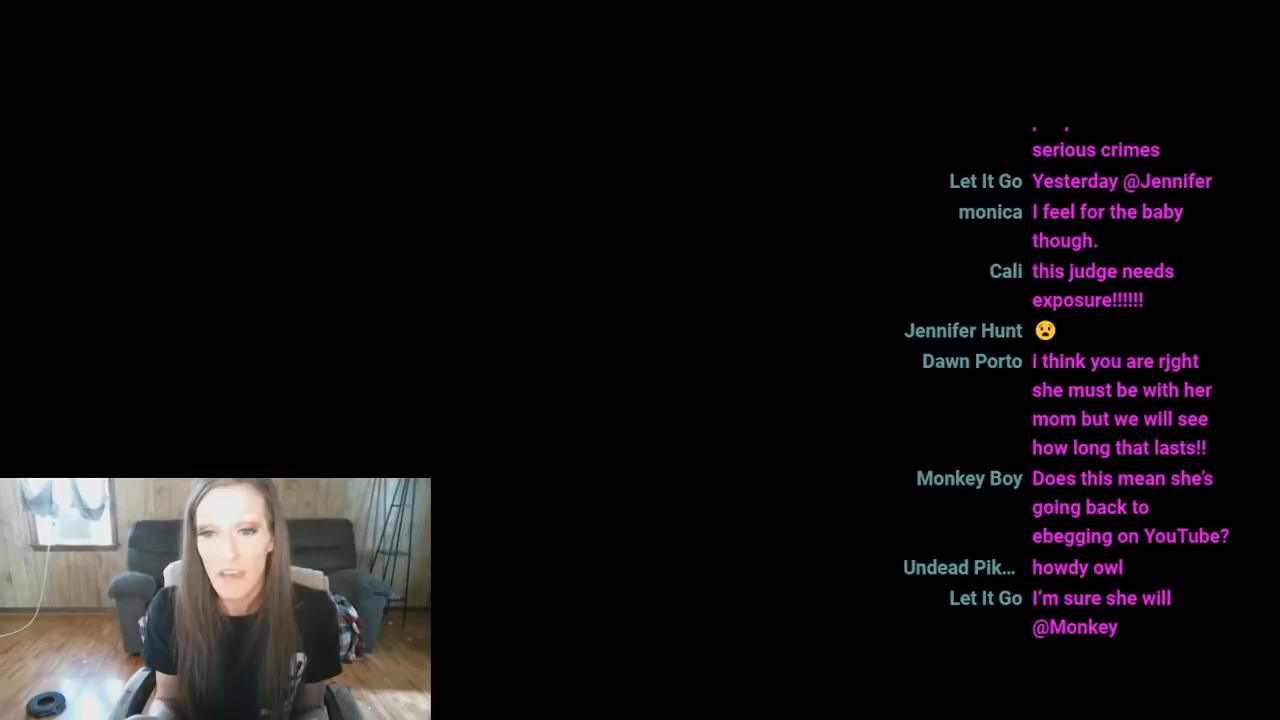 serious crimes
Let It Go Yesterday @Jennifer
monica I feel for the baby
though.
Cali this judge needs
exposure!!!!!!
Jennifer Hunt 😧
Dawn Porto i think you are rjght
she must be with her
mom but we will see
how long that lasts!!
Monkey Boy Does this mean she's
going back to
ebegging on YouTube?
Undead Pik... howdy owl
Let It Go I'm sure she will
@Monkey